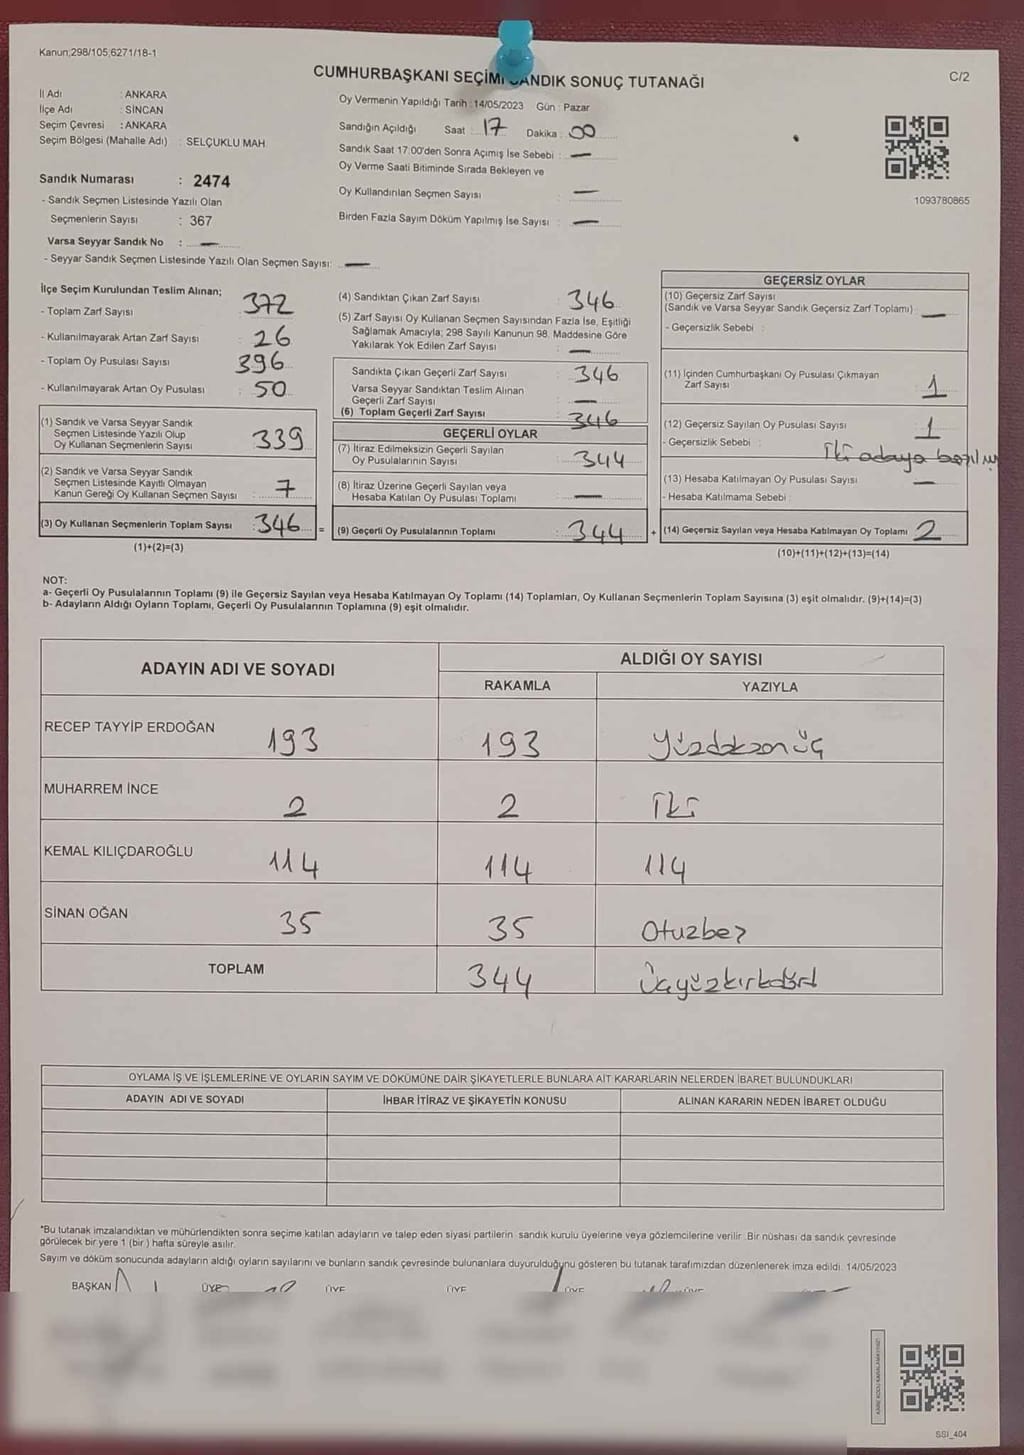 Kanun;298/105;6271/18-1
CUMHURBAŞKANI SEÇİMİ SANDIK SONUÇ TUTANAĞI
C/2
İl Adı : ANKARA
İlçe Adı : SİNCAN
Seçim Çevresi : ANKARA
Seçim Bölgesi (Mahalle Adı) : SELÇUKLU MAH
Sandık Numarası : 2474
- Sandık Seçmen Listesinde Yazılı Olan
Seçmenlerin Sayısı : 367
Varsa Seyyar Sandık No : —
- Seyyar Sandık Seçmen Listesinde Yazılı Olan Seçmen Sayısı: —
Oy Vermenin Yapıldığı Tarih : 14/05/2023 Gün : Pazar
Sandığın Açıldığı Saat : 17 Dakika : 00
Sandık Saat 17:00'den Sonra Açımış İse Sebebi : —
Oy Verme Saati Bitiminde Sırada Bekleyen ve
Oy Kullandırılan Seçmen Sayısı : —
Birden Fazla Sayım Döküm Yapılmış İse Sayısı : —
1093780865
İlçe Seçim Kurulundan Teslim Alınan;
- Toplam Zarf Sayısı : 372
- Kullanılmayarak Artan Zarf Sayısı : 26
- Toplam Oy Pusulası Sayısı : 396
- Kullanılmayarak Artan Oy Pusulası : 50
(1) Sandık ve Varsa Seyyar Sandık
Seçmen Listesinde Yazılı Olup
Oy Kullanan Seçmenlerin Sayısı : 339
(2) Sandık ve Varsa Seyyar Sandık
Seçmen Listesinde Kayıtlı Olmayan
Kanun Gereği Oy Kullanan Seçmen Sayısı : 7
(3) Oy Kullanan Seçmenlerin Toplam Sayısı : 346 =
(1)+(2)=(3)
(4) Sandıktan Çıkan Zarf Sayısı : 346
(5) Zarf Sayısı Oy Kullanan Seçmen Sayısından Fazla İse, Eşitliği
Sağlamak Amacıyla; 298 Sayılı Kanunun 98. Maddesine Göre
Yakılarak Yok Edilen Zarf Sayısı : —
Sandıkta Çıkan Geçerli Zarf Sayısı : 346
Varsa Seyyar Sandıktan Teslim Alınan
Geçerli Zarf Sayısı : —
(6) Toplam Geçerli Zarf Sayısı : 346
GEÇERLİ OYLAR
(7) İtiraz Edilmeksizin Geçerli Sayılan
Oy Pusulalarının Sayısı : 344
(8) İtiraz Üzerine Geçerli Sayılan veya
Hesaba Katılan Oy Pusulası Toplamı : —
(9) Geçerli Oy Pusulalarının Toplamı : 344 +
GEÇERSİZ OYLAR
(10) Geçersiz Zarf Sayısı
(Sandık ve Varsa Seyyar Sandık Geçersiz Zarf Toplamı) : —
- Geçersizlik Sebebi :
(11) İçinden Cumhurbaşkanı Oy Pusulası Çıkmayan
Zarf Sayısı : 1
(12) Geçersiz Sayılan Oy Pusulası Sayısı : 1
- Geçersizlik Sebebi : İki adaya
(13) Hesaba Katılmayan Oy Pusulası Sayısı : —
- Hesaba Katılmama Sebebi :
(14) Geçersiz Sayılan veya Hesaba Katılmayan Oy Toplamı : 2
(10)+(11)+(12)+(13)=(14)
NOT:
a- Geçerli Oy Pusulalarının Toplamı (9) ile Geçersiz Sayılan veya Hesaba Katılmayan Oy Toplamı (14) Toplamları, Oy Kullanan Seçmenlerin Toplam Sayısına (3) eşit olmalıdır. (9)+(14)=(3)
b- Adayların Aldığı Oyların Toplamı, Geçerli Oy Pusulalarının Toplamına (9) eşit olmalıdır.
ADAYIN ADI VE SOYADI
ALDIĞI OY SAYISI
RAKAMLA YAZIYLA
RECEP TAYYİP ERDOĞAN 193 193 Yüzdoksanüç
MUHARREM İNCE 2 2 İki
KEMAL KILIÇDAROĞLU 114 114 114
SİNAN OĞAN 35 35 Otuzbeş
TOPLAM 344 Üçyüzkırkdört
OYLAMA İŞ VE İŞLEMLERİNE VE OYLARIN SAYIM VE DÖKÜMÜNE DAİR ŞİKAYETLERLE BUNLARA AİT KARARLARIN NELERDEN İBARET BULUNDUKLARI
ADAYIN ADI VE SOYADI İHBAR İTİRAZ VE ŞİKAYETİN KONUSU ALINAN KARARIN NEDEN İBARET OLDUĞU
*Bu tutanak imzalandıktan ve mühürlendikten sonra seçime katılan adayların ve talep eden siyasi partilerin sandık kurulu üyelerine veya gözlemcilerine verilir. Bir nüshası da sandık çevresinde
görülecek bir yere 1 (bir ) hafta süreyle asılır.
Sayım ve döküm sonucunda adayların aldığı oyların sayılarını ve bunların sandık çevresinde bulunanlara duyurulduğunu gösteren bu tutanak tarafımızdan düzenlenerek imza edildi. 14/05/2023
BAŞKAN ÜYE ÜYE ÜYE ÜYE ÜYE
SSI_404